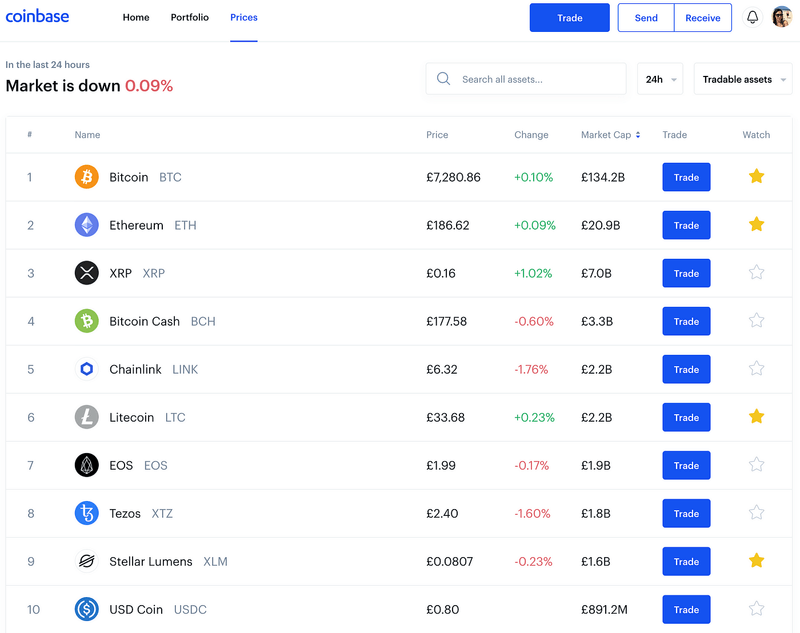 coinbase Home Portfolio Prices Trade Send Receive
In the last 24 hours
Market is down 0.09%
Search all assets... 24h Tradable assets
# Name Price Change Market Cap Trade Watch
1 Bitcoin BTC £7,280.86 +0.10% £134.2B Trade
2 Ethereum ETH £186.62 +0.09% £20.9B Trade
3 XRP XRP £0.16 +1.02% £7.0B Trade
4 Bitcoin Cash BCH £177.58 -0.60% £3.3B Trade
5 Chainlink LINK £6.32 -1.76% £2.2B Trade
6 Litecoin LTC £33.68 +0.23% £2.2B Trade
7 EOS EOS £1.99 -0.17% £1.9B Trade
8 Tezos XTZ £2.40 -1.60% £1.8B Trade
9 Stellar Lumens XLM £0.0807 -0.23% £1.6B Trade
10 USD Coin USDC £0.80 £891.2M Trade